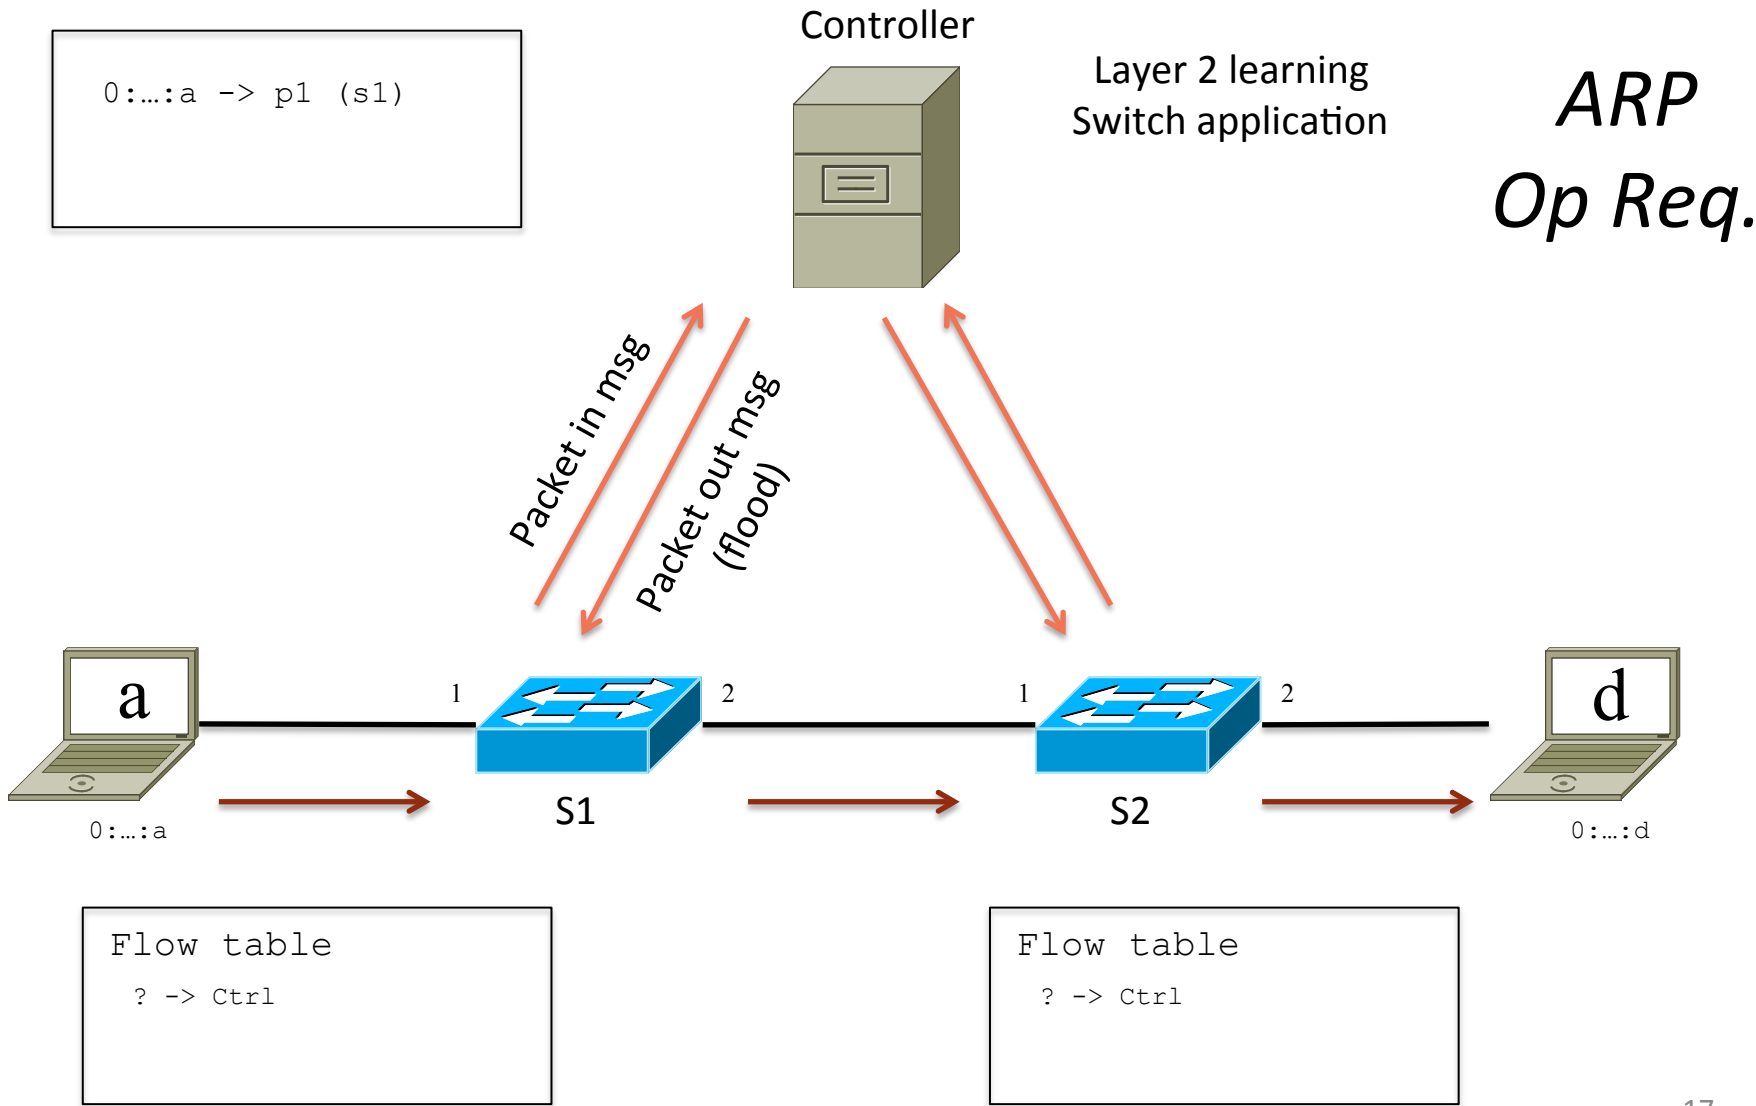 Controller
0:…:a -> p1 (s1)
Layer 2 learning
Switch application
ARP
Op Req.
Packet in msg
Packet out msg
(flood)
a
1
2
1
2
d
S1
S2
0:…:a
0:…:d
Flow table
? -> Ctrl
Flow table
? -> Ctrl
17